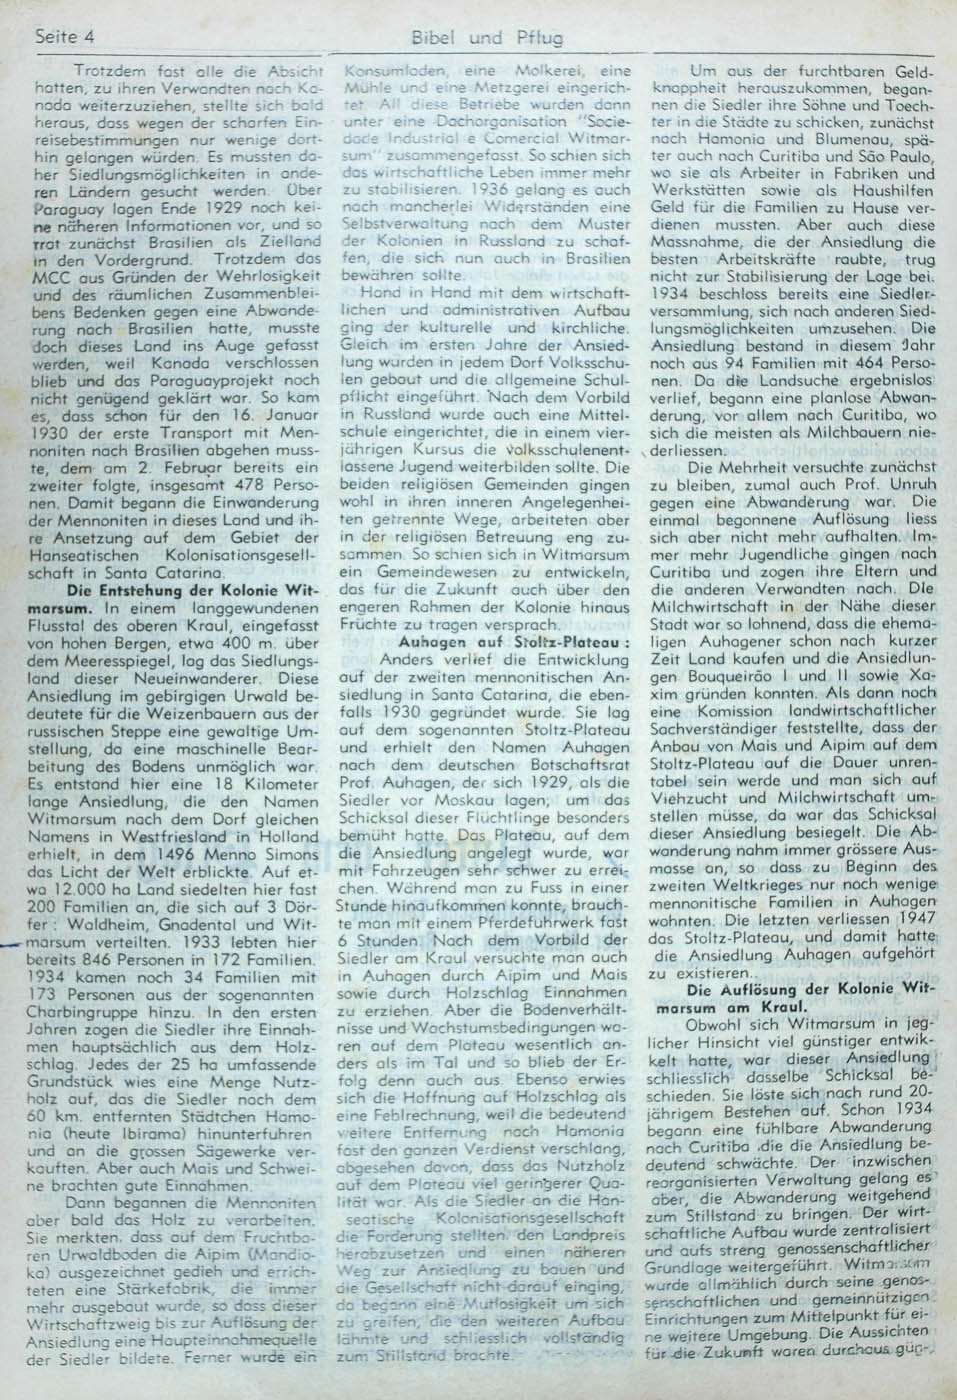 Seite 4
Bibel und Pflug
Trotzdem fast alle die Absicht
hatten, zu ihren Verwandten nach Ka-
nada weiterzuziehen, stellte sich bald
heraus, dass wegen der scharfen Ein-
reisebestimmungen nur wenige dort-
hin gelangen würden. Es mussten da-
her Siedlungsmöglichkeiten in ande-
ren Ländern gesucht werden. Über
Paraguay lagen Ende 1929 noch kei-
ne näheren Informationen vor, und so
trat zunächst Brasilien als Zielland
in den Vordergrund. Trotzdem das
MCC aus Gründen der Wehrlosigkeit
und des räumlichen Zusammenblei-
bens Bedenken gegen eine Abwande-
rung nach Brasilien hatte, musste
doch dieses Land ins Auge gefasst
werden, weil Kanada verschlossen
blieb und das Paraguayprojekt noch
nicht genügend geklärt war. So kam
es, dass schon für den 16. Januar
1930 der erste Transport mit Men-
noniten nach Brasilien abgehen muss-
te, dem am 2. Februar bereits ein
zweiter folgte, insgesamt 478 Perso-
nen. Damit begann die Einwanderung
der Mennoniten in dieses Land und ih-
re Ansetzung auf dem Gebiet der
Hanseatischen Kolonisationsgesell-
schaft in Santa Catarina.
Die Entstehung der Kolonie Wit-
marsum. In einem langgewundenen
Flusstal des oberen Kraul, eingefasst
von hohen Bergen, etwa 400 m. über
dem Meeresspiegel, lag das Siedlungs-
land dieser Neueinwanderer. Diese
Ansiedlung im gebirgigen Urwald be-
deutete für die Weizenbauern aus der
russischen Steppe eine gewaltige Um-
stellung, da eine maschinelle Bear-
beitung des Bodens unmöglich war.
Es entstand hier eine 18 Kilometer
lange Ansiedlung, die den Namen
Witmarsum nach dem Dorf gleichen
Namens in Westfriesland in Holland
erhielt, in dem 1496 Menno Simons
das Licht der Welt erblickte. Auf et-
wa 12.000 ha Land siedelten hier fast
200 Familien an, die sich auf 3 Dör-
fer : Waldheim, Gnadental und Wit-
marsum verteilten. 1933 lebten hier
bereits 846 Personen in 172 Familien.
1934 kamen noch 34 Familien mit
173 Personen aus der sogenannten
Charbingruppe hinzu. In den ersten
Jahren zogen die Siedler ihre Einnah-
men hauptsächlich aus dem Holz-
schlag. Jedes der 25 ha umfassende
Grundstück wies eine Menge Nutz-
holz auf, das die Siedler nach dem
60 km. entfernten Städtchen Hamo-
nia (heute Ibirama) hinunterfuhren
und an die grossen Sägewerke ver-
kauften. Aber auch Mais und Schwei-
ne brachten gute Einnahmen.
Dann begannen die Mennoniten
aber bald das Holz zu verarbeiten.
Sie merkten, dass auf dem Fruchtba-
ren Urwaldboden die Aipim (Mandio-
ka) ausgezeichnet gedieh und errich-
teten eine Stärkefabrik, die immer
mehr ausgebaut wurde, so dass dieser
Wirtschaftzweig bis zur Auflösung der
Ansiedlung eine Haupteinnahmequelle
der Siedler bildete. Ferner wurde ein
Konsumladen, eine Molkerei, eine
Mühle und eine Metzgerei eingerich-
tet. All diese Betriebe wurden dann
unter eine Dachorganisation "Socie-
dade Industrial e Comercial Witmar-
sum" zusammengefasst. So schien sich
das wirtschaftliche Leben immer mehr
zu stabilisieren. 1936 gelang es auch
nach mancherlei Widerständen eine
Selbstverwaltung nach dem Muster
der Kolonien in Russland zu schaf-
fen, die sich nun auch in Brasilien
bewähren sollte.
Hand in Hand mit dem wirtschaft-
lichen und administrativen Aufbau
ging der kulturelle und kirchliche.
Gleich im ersten Jahre der Ansied-
lung wurden in jedem Dorf Volksschu-
len gebaut und die allgemeine Schul-
pflicht eingeführt. Nach dem Vorbild
in Russland wurde auch eine Mittel-
schule eingerichtet, die in einem vier-
jährigen Kursus die Volksschulenent-
lassene Jugend weiterbilden sollte. Die
beiden religiösen Gemeinden gingen
wohl in ihren inneren Angelegenhei-
ten getrennte Wege, arbeiteten aber
in der religiösen Betreuung eng zu-
sammen. So schien sich in Witmarsum
ein Gemeindewesen zu entwickeln,
das für die Zukunft auch über den
engeren Rahmen der Kolonie hinaus
Früchte zu tragen versprach.
Auhagen auf Stoltz-Plateau :
Anders verlief die Entwicklung
auf der zweiten mennonitischen An-
siedlung in Santa Catarina, die eben-
falls 1930 gegründet wurde. Sie lag
auf dem sogenannten Stoltz-Plateau
und erhielt den Namen Auhagen
nach dem deutschen Botschaftsrat
Prof. Auhagen, der sich 1929, als die
Siedler vor Moskau lagen, um das
Schicksal dieser Flüchtlinge besonders
bemüht hatte. Das Plateau, auf dem
die Ansiedlung angelegt wurde, war
mit Fahrzeugen sehr schwer zu errei-
chen. Während man zu Fuss in einer
Stunde hinaufkommen konnte, brauch-
te man mit einem Pferdefuhrwerk fast
6 Stunden. Nach dem Vorbild der
Siedler am Kraul versuchte man auch
in Auhagen durch Aipim und Mais
sowie durch Holzschlag Einnahmen
zu erziehen. Aber die Bodenverhält-
nisse und Wachstumsbedingungen wa-
ren auf dem Plateau wesentlich an-
ders als im Tal und so blieb der Er-
folg denn auch aus. Ebenso erwies
sich die Hoffnung auf Holzschlag als
eine Feblrechnung, weil die bedeutend
weitere Entfernung nach Hamonia
fast den ganzen Verdienst verschlang,
abgesehen davon, dass das Nutzholz
auf dem Plateau viel geringerer Qua-
lität war. Als die Siedler an die Han-
seatische Kolonisationsgesellschaft
die Forderung stellten, den Landpreis
herabzusetzen und einen näheren
Weg zur Ansiedlung zu bauen und
die Gesellschaft nicht darauf einging,
da begann eine Mutlosigkeit um sich
zu greifen, die den weiteren Aufbau
lähmte und schliesslich vollständig
zum Stillstand brachte.
Um aus der furchtbaren Geld-
knappheit herauszukommen, began-
nen die Siedler ihre Söhne und Toech-
ter in die Städte zu schicken, zunächst
nach Hamonia und Blumenau, spä-
ter auch nach Curitiba und São Paulo,
wo sie als Arbeiter in Fabriken und
Werkstätten sowie als Haushilfen
Geld für die Familien zu Hause ver-
dienen mussten. Aber auch diese
Massnahme, die der Ansiedlung die
besten Arbeitskräfte raubte, trug
nicht zur Stabilisierung der Lage bei.
1934 beschloss bereits eine Siedler-
versammlung, sich nach anderen Sied-
lungsmöglichkeiten umzusehen. Die
Ansiedlung bestand in diesem Jahr
noch aus 94 Familien mit 464 Perso-
nen. Da die Landsuche ergebnislos
verlief, begann eine planlose Abwan-
derung, vor allem nach Curitiba, wo
sich die meisten als Milchbauern nie-
derliessen.
Die Mehrheit versuchte zunächst
zu bleiben, zumal auch Prof. Unruh
gegen eine Abwanderung war. Die
einmal begonnene Auflösung liess
sich aber nicht mehr aufhalten. Im-
mer mehr Jugendliche gingen nach
Curitiba und zogen ihre Eltern und
die anderen Verwandten nach. DIe
Milchwirtschaft in der Nähe dieser
Stadt war so lohnend, dass die ehema-
ligen Auhagener schon nach kurzer
Zeit Land kaufen und die Ansiedlun-
gen Bouqueirão I und II sowie Xa-
xim gründen konnten. Als dann noch
eine Komission landwirtschaftlicher
Sachverständiger feststellte, dass der
Anbau von Mais und Aipim auf dem
Stoltz-Plateau auf die Dauer unren-
tabel sein werde und man sich auf
Viehzucht und Milchwirtschaft um-
stellen müsse, da war das Schicksal
dieser Ansiedlung besiegelt. Die Ab-
wanderung nahm immer grössere Aus-
masse an, so dass zu Beginn des
zweiten Weltkrieges nur noch wenige
mennonitische Familien in Auhagen
wohnten. Die letzten verliessen 1947
das Stoltz-Plateau, und damit hatte
die Ansiedlung Auhagen aufgehört
zu existieren.
Die Auflösung der Kolonie Wit-
marsum am Kraul.
Obwohl sich Witmarsum in jeg-
licher Hinsicht viel günstiger entwik-
kelt hatte, war dieser Ansiedlung
schliesslich dasselbe Schicksal be-
schieden. Sie löste sich nach rund 20-
jährigem Bestehen auf. Schon 1934
begann eine fühlbare Abwanderung
nach Curitiba .die die Ansiedlung be-
deutend schwächte. Der inzwischen
reorganisierten Verwaltung gelang es
aber, die Abwanderung weitgehend
zum Stillstand zu bringen. Der wirt-
schaftliche Aufbau wurde zentralisiert
und aufs streng genossenschaftlicher
Grundlage weitergeführt. Witmarsum
wurde allmählich durch seine genos-
senschaftlichen und gemeinnützigen
Einrichtungen zum Mittelpunkt für ei-
ne weitere Umgebung. Die Aussichten
für die Zukunft waren durchaus gün-